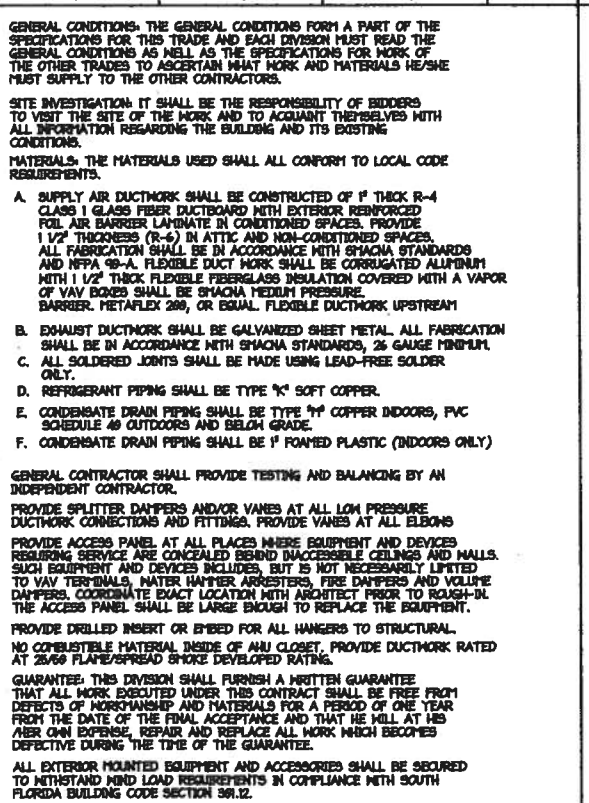 GENERAL CONDITIONS: THE GENERAL CONDITIONS FORM A PART OF THE
SPECIFICATIONS FOR THIS TRADE AND EACH DIVISION MUST READ THE
GENERAL CONDITIONS AS WELL AS THE SPECIFICATIONS FOR WORK OF
THE OTHER TRADES TO ASCERTAIN WHAT WORK AND MATERIALS HE/SHE
MUST SUPPLY TO THE OTHER CONTRACTORS.
SITE INVESTIGATION: IT SHALL BE THE RESPONSIBILITY OF BIDDERS
TO VISIT THE SITE OF THE WORK AND TO ACQUAINT THEMSELVES WITH
ALL INFORMATION REGARDING THE BUILDING AND ITS EXISTING
CONDITIONS.
MATERIALS: THE MATERIALS USED SHALL ALL CONFORM TO LOCAL CODE
REQUIREMENTS.
A. SUPPLY AIR DUCTWORK SHALL BE CONSTRUCTED OF 1" THICK R-4
CLASS 1 GLASS FIBER DUCTBOARD WITH EXTERIOR REINFORCED
FOIL AIR BARRIER LAMINATE IN CONDITIONED SPACES. PROVIDE
1 1/2" THICKNESS (R-6) IN ATTIC AND NON-CONDITIONED SPACES.
ALL FABRICATION SHALL BE IN ACCORDANCE WITH SMACNA STANDARDS
AND NFPA 90-A. FLEXIBLE DUCT WORK SHALL BE CORRUGATED ALUMINUM
WITH 1 1/2" THICK FLEXIBLE FIBERGLASS INSULATION COVERED WITH A VAPOR
OF VAV BOXES SHALL BE SMACNA MEDIUM PRESSURE.
BARRIER. METAFLEX 200, OR EQUAL. FLEXIBLE DUCTWORK UPSTREAM
B. EXHAUST DUCTWORK SHALL BE GALVANIZED SHEET METAL. ALL FABRICATION
SHALL BE IN ACCORDANCE WITH SMACNA STANDARDS, 26 GAUGE MINIMUM.
C. ALL SOLDERED JOINTS SHALL BE MADE USING LEAD-FREE SOLDER
ONLY.
D. REFRIGERANT PIPING SHALL BE TYPE "K" SOFT COPPER.
E. CONDENSATE DRAIN PIPING SHALL BE TYPE "M" COPPER INDOORS, PVC
SCHEDULE 40 OUTDOORS AND BELOW GRADE.
F. CONDENSATE DRAIN PIPING SHALL BE 1" FOAMED PLASTIC (INDOORS ONLY)
GENERAL CONTRACTOR SHALL PROVIDE TESTING AND BALANCING BY AN
INDEPENDENT CONTRACTOR.
PROVIDE SPLITTER DAMPERS AND/OR VANES AT ALL LOW PRESSURE
DUCTWORK CONNECTIONS AND FITTINGS. PROVIDE VANES AT ALL ELBOWS
PROVIDE ACCESS PANEL AT ALL PLACES WHERE EQUIPMENT AND DEVICES
REQUIRING SERVICE ARE CONCEALED BEHIND INACCESSIBLE CEILINGS AND WALLS.
SUCH EQUIPMENT AND DEVICES INCLUDES, BUT IS NOT NECESSARILY LIMITED
TO VAV TERMINALS, WATER HAMMER ARRESTERS, FIRE DAMPERS AND VOLUME
DAMPERS. COORDINATE EXACT LOCATION WITH ARCHITECT PRIOR TO ROUGH-IN.
THE ACCESS PANEL SHALL BE LARGE ENOUGH TO REPLACE THE EQUIPMENT.
PROVIDE DRILLED INSERT OR EMBED FOR ALL HANGERS TO STRUCTURAL.
NO COMBUSTIBLE MATERIAL INSIDE OF AHU CLOSET, PROVIDE DUCTWORK RATED
AT 25/50 FLAME/SPREAD SMOKE DEVELOPED RATING.
GUARANTEE: THIS DIVISION SHALL FURNISH A WRITTEN GUARANTEE
THAT ALL WORK EXECUTED UNDER THIS CONTRACT SHALL BE FREE FROM
DEFECTS OF WORKMANSHIP AND MATERIALS FOR A PERIOD OF ONE YEAR
FROM THE DATE OF THE FINAL ACCEPTANCE AND THAT HE WILL AT HIS
/HER OWN EXPENSE, REPAIR AND REPLACE ALL WORK WHICH BECOMES
DEFECTIVE DURING THE TIME OF THE GUARANTEE.
ALL EXTERIOR MOUNTED EQUIPMENT AND ACCESSORIES SHALL BE SECURED
TO WITHSTAND WIND LOAD REQUIREMENTS IN COMPLIANCE WITH SOUTH
FLORIDA BUILDING CODE SECTION 301.12.